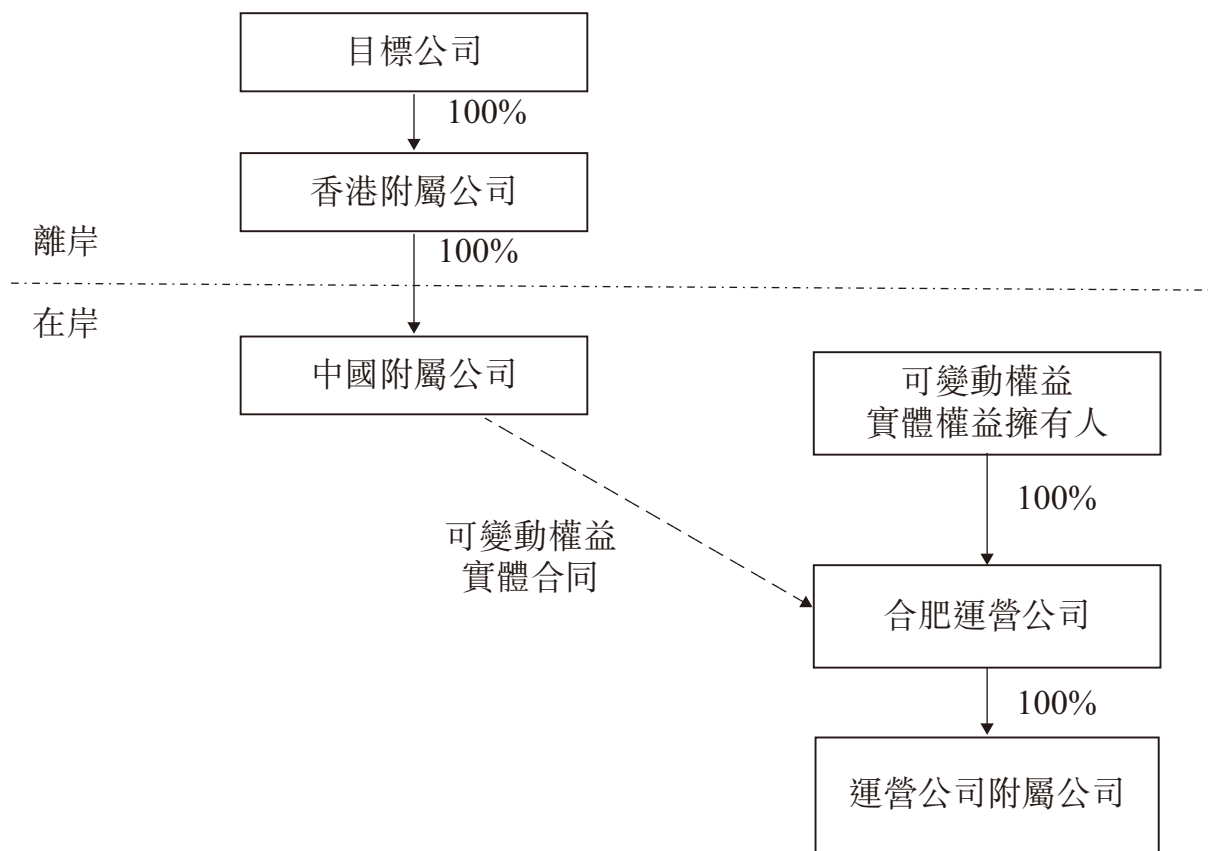 目標公司
100%
香港附屬公司
離岸
100%
在岸
中國附屬公司
可變動權益
實體權益擁有人
100%
可變動權益
實體合同
合肥運營公司
100%
運營公司附屬公司